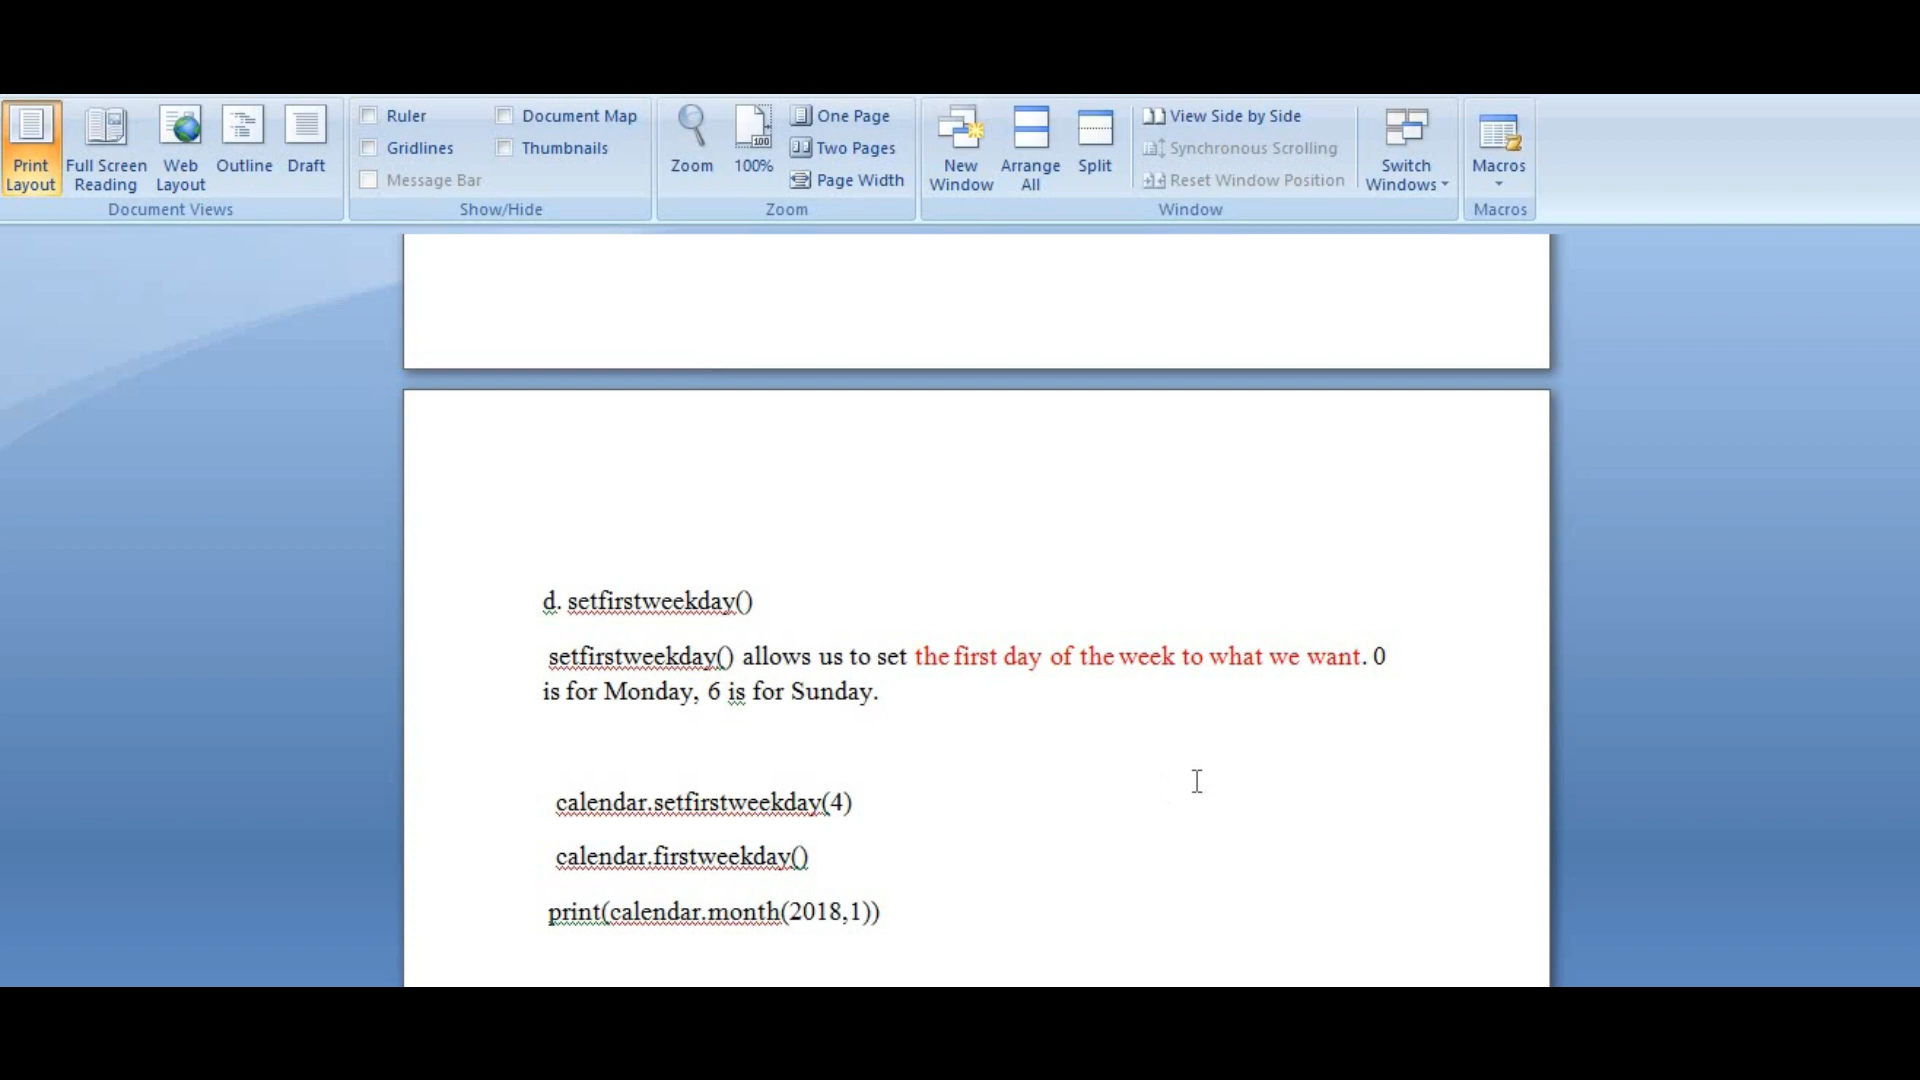 Print Layout
Full Screen Reading
Web Layout
Outline
Draft
Document Views
Ruler
Gridlines
Message Bar
Document Map
Thumbnails
Show/Hide
Zoom
100
100%
One Page
Two Pages
Page Width
Zoom
New Window
Arrange All
Split
View Side by Side
Synchronous Scrolling
Reset Window Position
Switch Windows
Window
Macros
Macros
d. setfirstweekday()
setfirstweekday() allows us to set the first day of the week to what we want. 0
is for Monday, 6 is for Sunday.
calendar.setfirstweekday(4)
calendar.firstweekday()
print(calendar.month(2018,1))